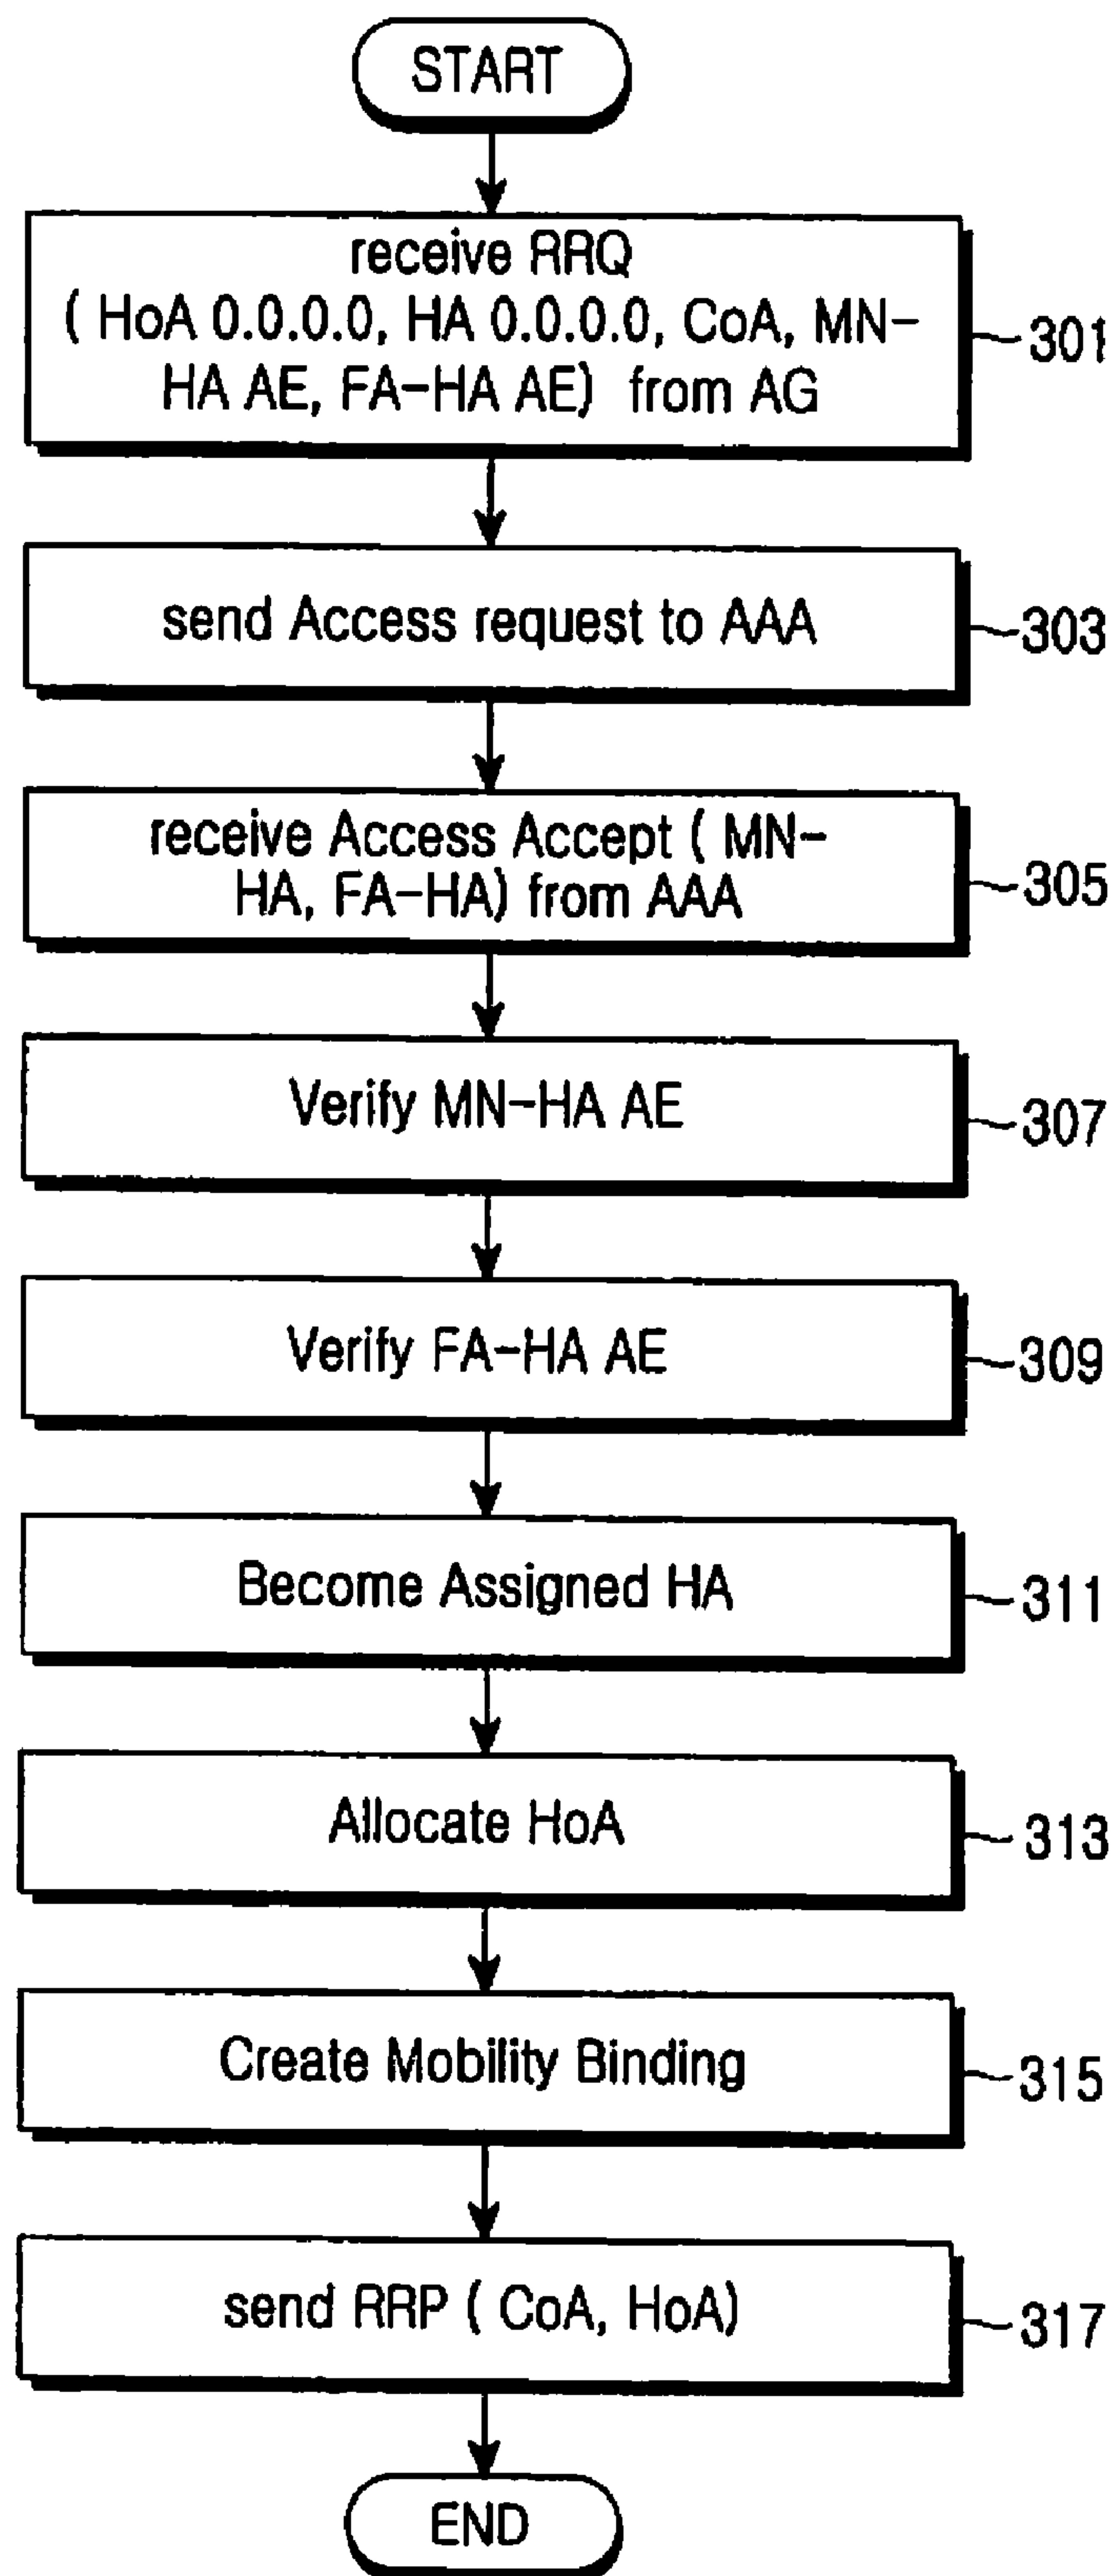 START
receive RRQ
( HoA 0.0.0.0, HA 0.0.0.0, CoA, MN-
HA AE, FA-HA AE) from AG
301
send Access request to AAA
303
receive Access Accept ( MN-
HA, FA-HA) from AAA
305
Verify MN-HA AE
307
Verify FA-HA AE
309
Become Assigned HA
311
Allocate HoA
313
Create Mobility Binding
315
send RRP ( CoA, HoA)
317
END